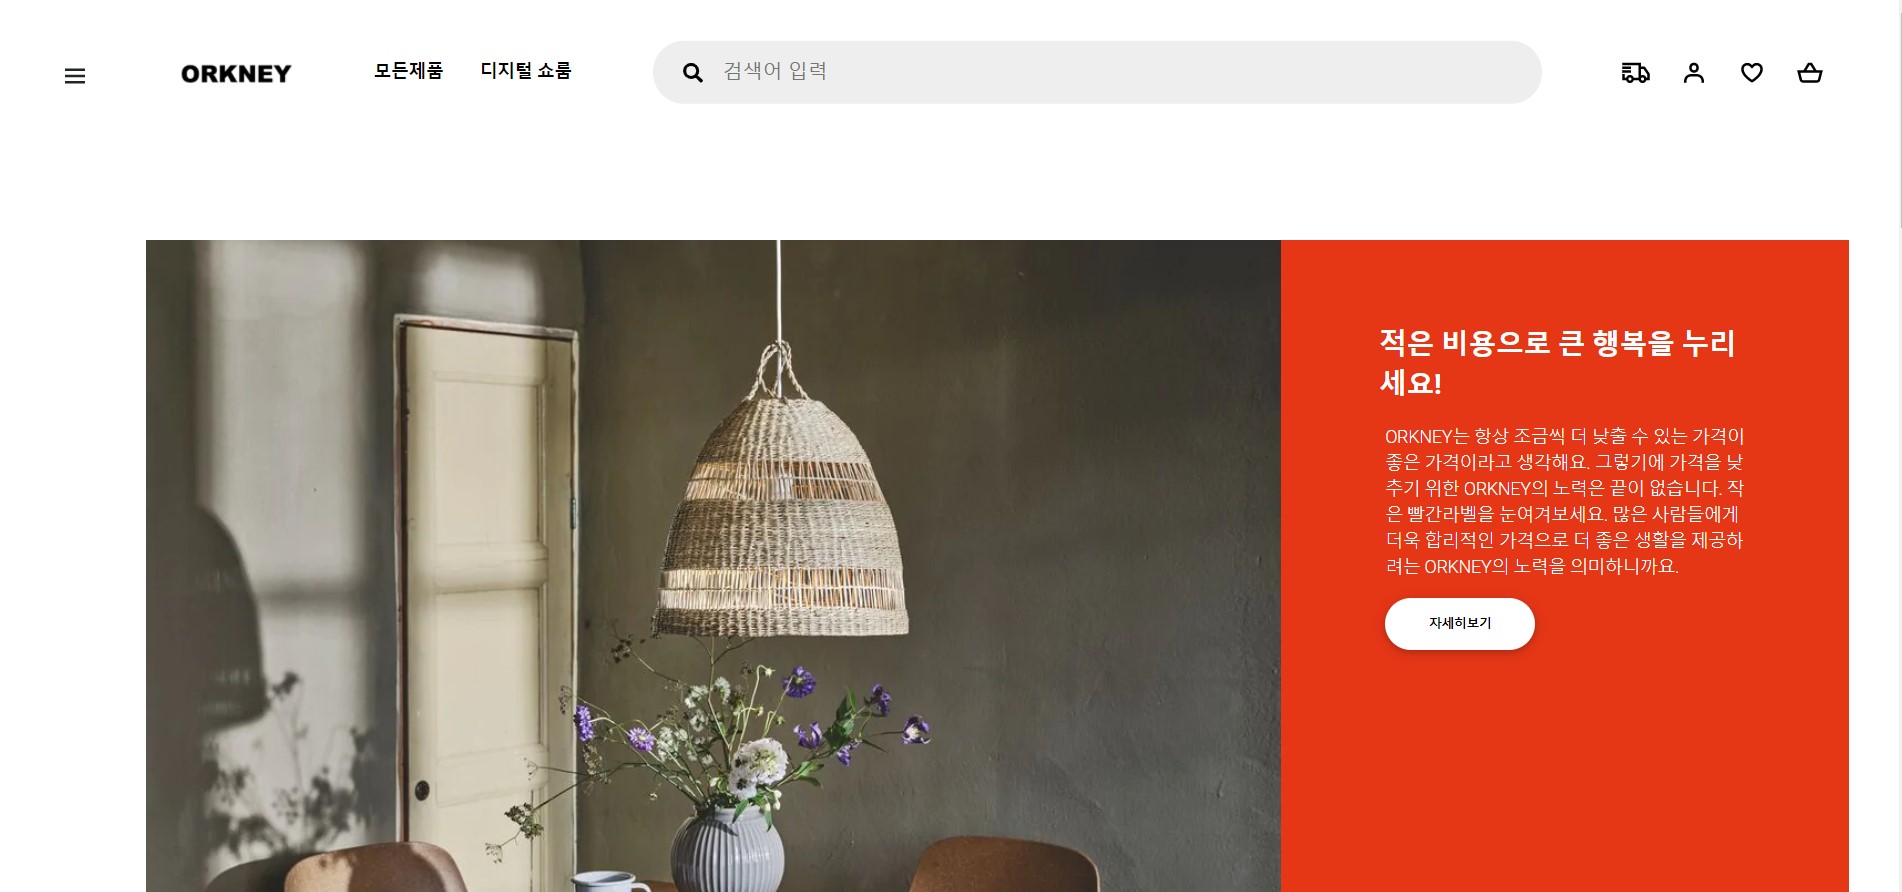 ORKNEY 모든제품 디지털 쇼룸 검색어 입력
적은 비용으로 큰 행복을 누리
세요!
ORKNEY는 항상 조금씩 더 낮출 수 있는 가격이
좋은 가격이라고 생각해요. 그렇기에 가격을 낮
추기 위한 ORKNEY의 노력은 끝이 없습니다. 작
은 빨간라벨을 눈여겨보세요. 많은 사람들에게
더욱 합리적인 가격으로 더 좋은 생활을 제공하
려는 ORKNEY의 노력을 의미하니까요.
자세히보기